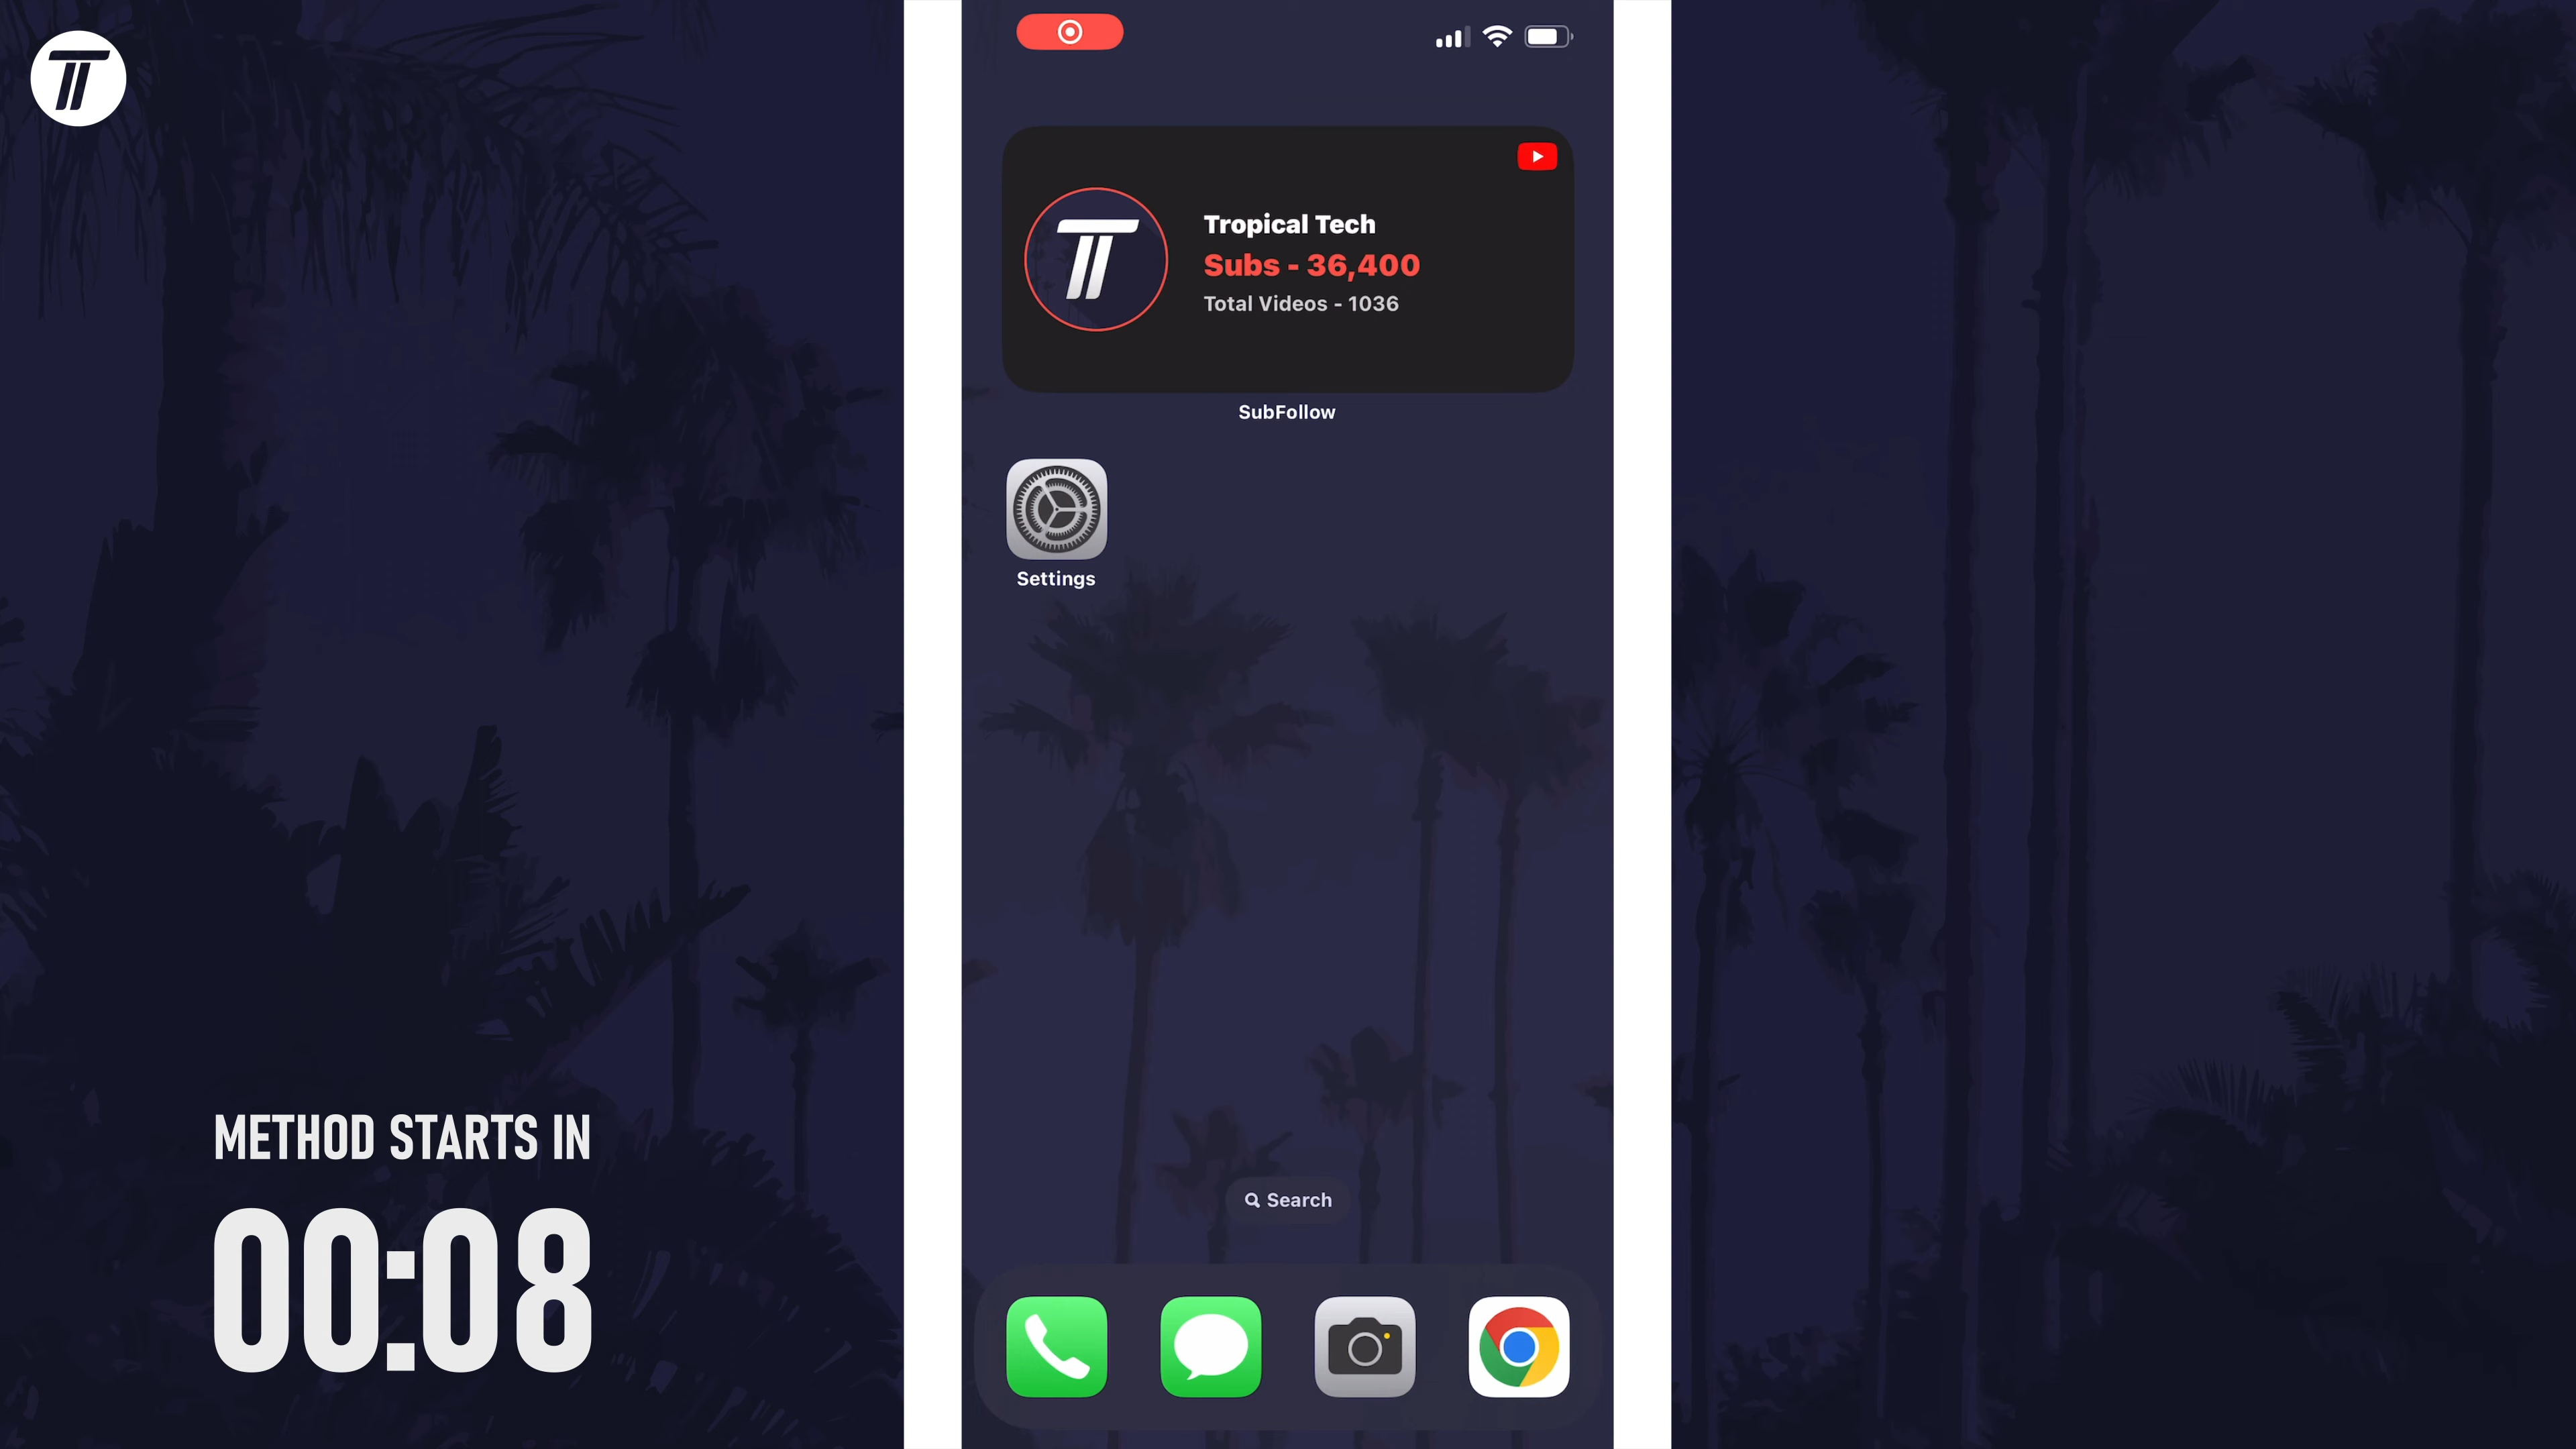 Tropical Tech
Subs - 36,400
Total Videos - 1036
SubFollow
Settings
METHOD STARTS IN
00:08
Search